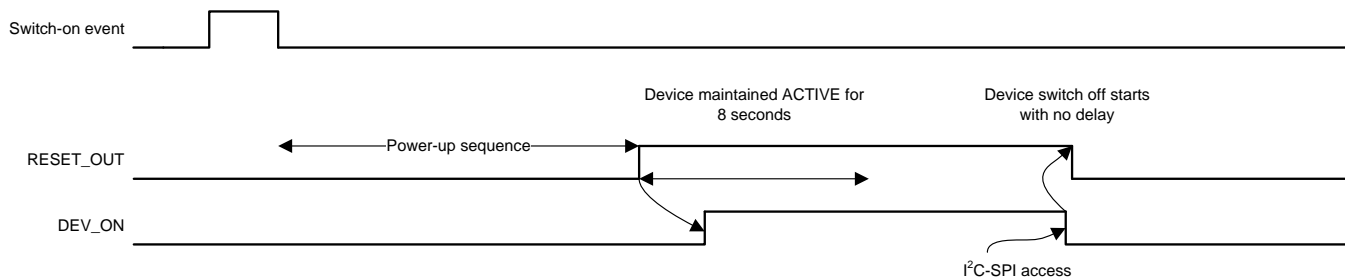 Switch-on event
Device maintained ACTIVE for
8 seconds
Device switch off starts
with no delay
Power-up sequence
RESET_OUT
DEV_ON
I²C-SPI access